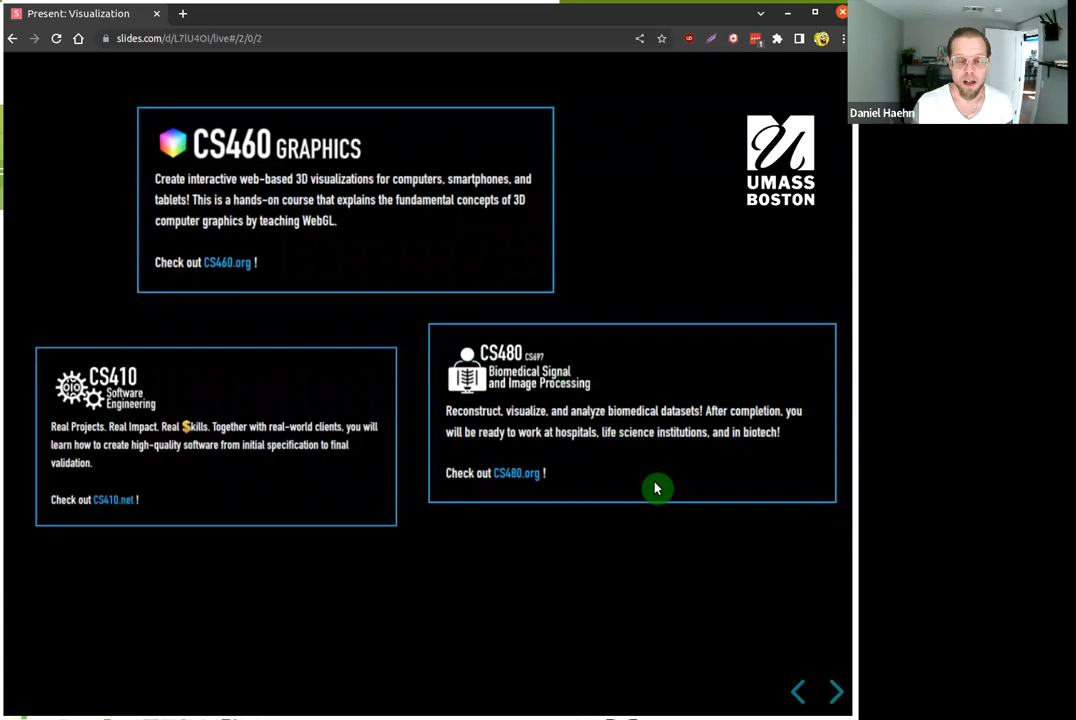 Present: Visualization
slides.com/d/L7lU4OI/live#/2/0/2
Daniel Haehn
CS460 GRAPHICS
Create interactive web-based 3D visualizations for computers, smartphones, and
tablets! This is a hands-on course that explains the fundamental concepts of 3D
computer graphics by teaching WebGL.
Check out CS460.org !
UMASS
BOSTON
CS410
Software
Engineering
Real Projects. Real Impact. Real $kills. Together with real-world clients, you will
learn how to create high-quality software from initial specification to final
validation.
Check out CS410.net !
CS480 CS697
Biomedical Signal
and Image Processing
Reconstruct, visualize, and analyze biomedical datasets! After completion, you
will be ready to work at hospitals, life science institutions, and in biotech!
Check out CS480.org !